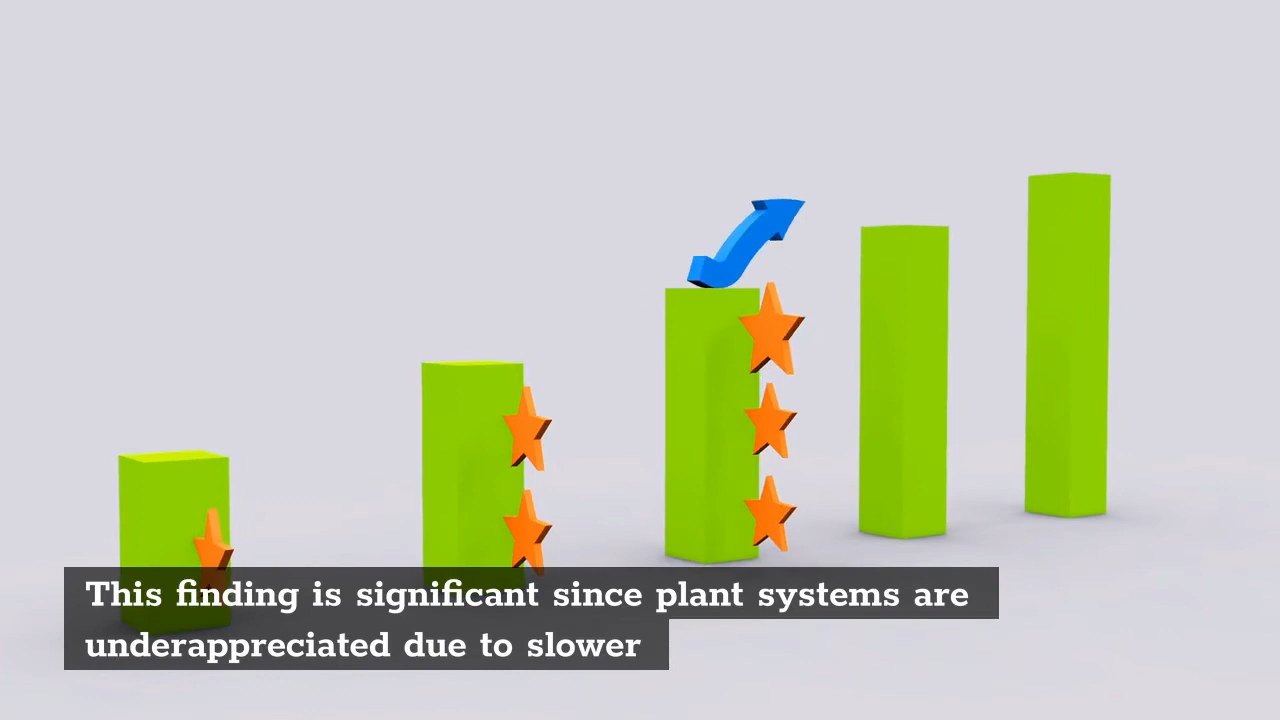 This finding is significant since plant systems are
underappreciated due to slower